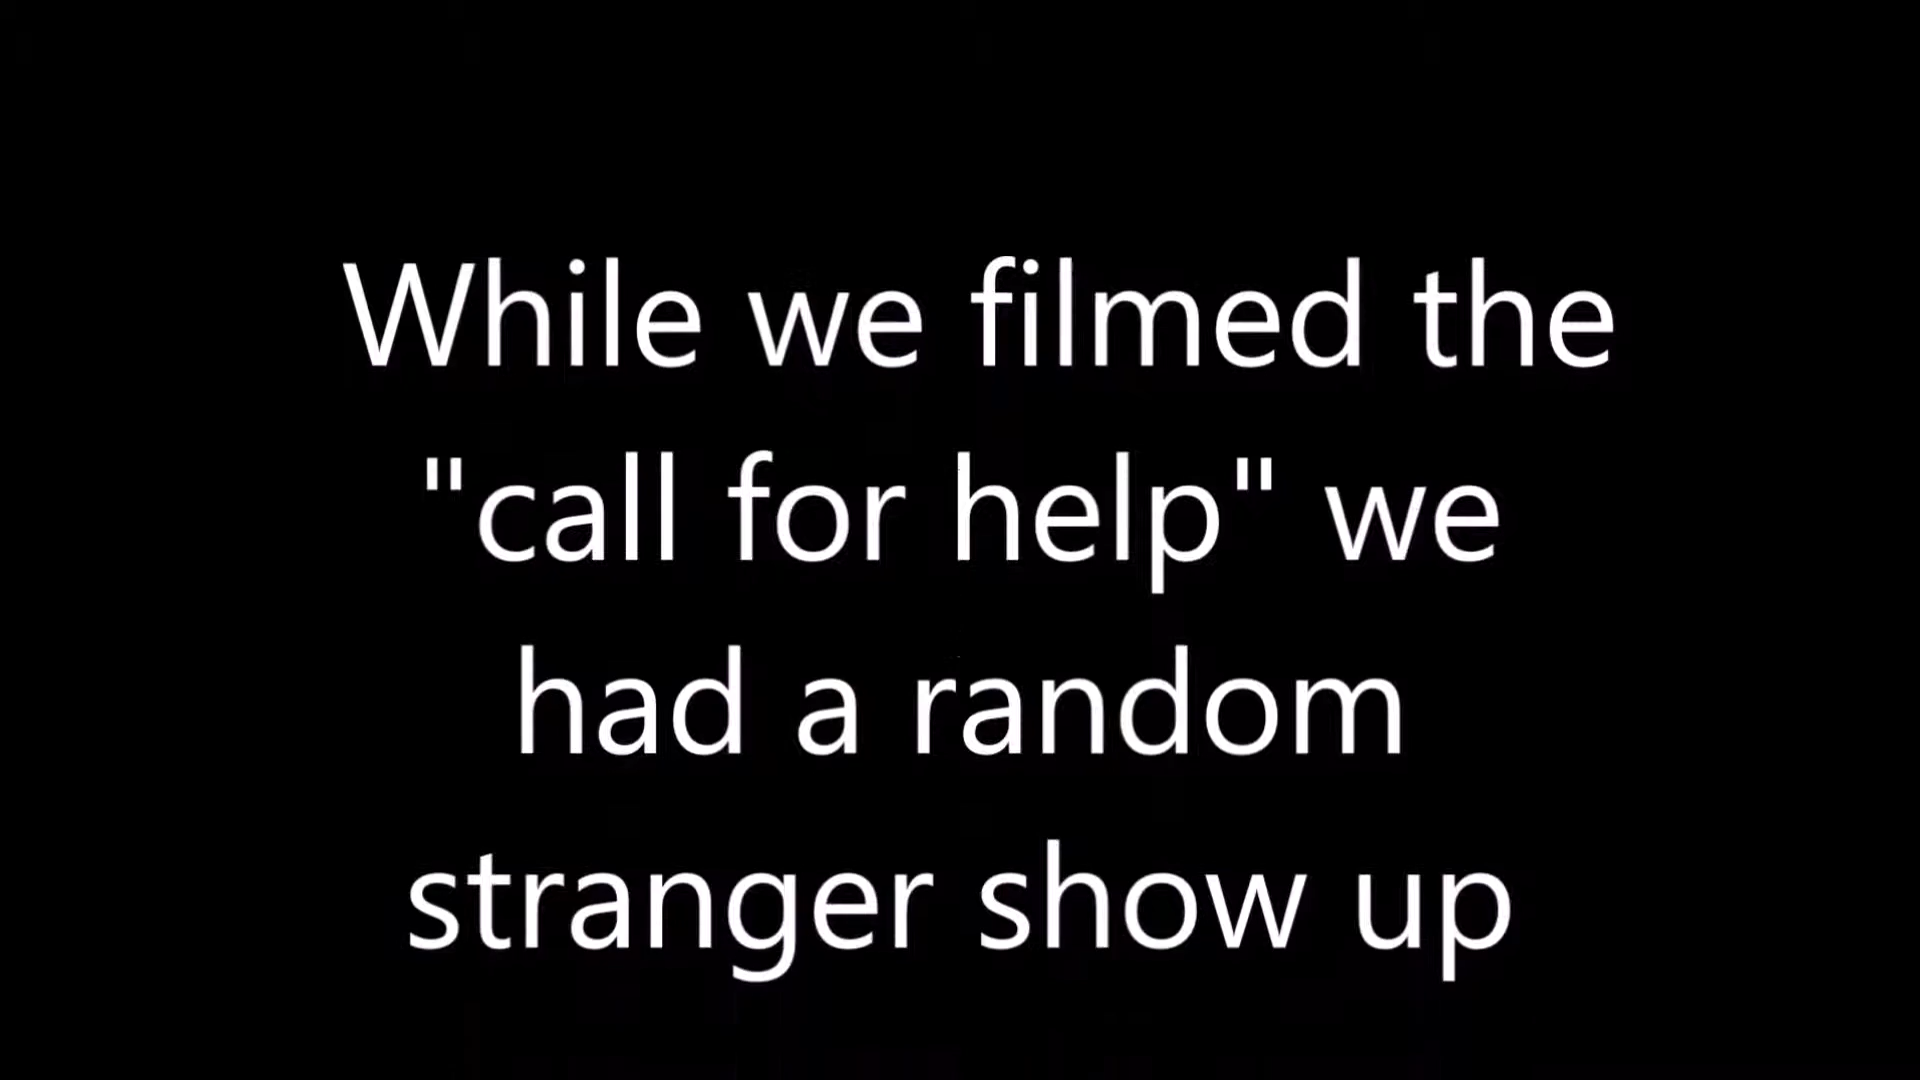 While we filmed the
"call for help" we
had a random
stranger show up